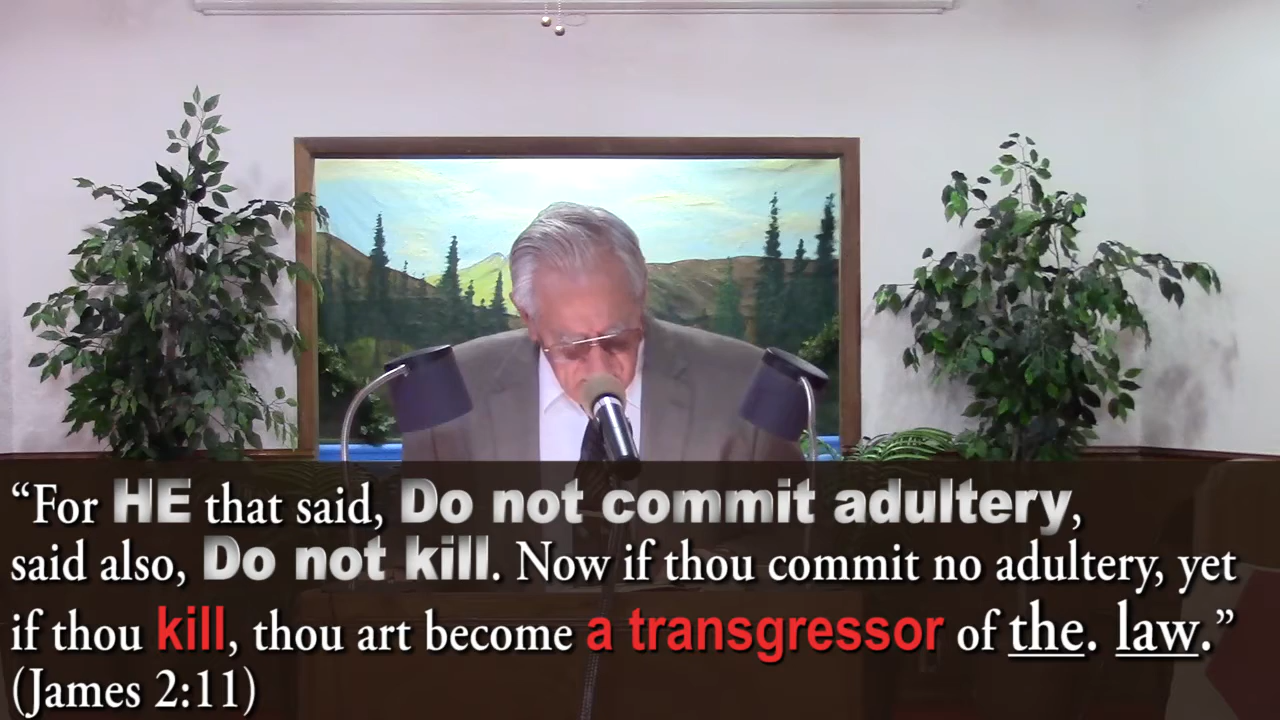 “For HE that said, Do not commit adultery,
said also, Do not kill. Now if thou commit no adultery, yet
if thou kill, thou art become a transgressor of the. law.”
(James 2:11)